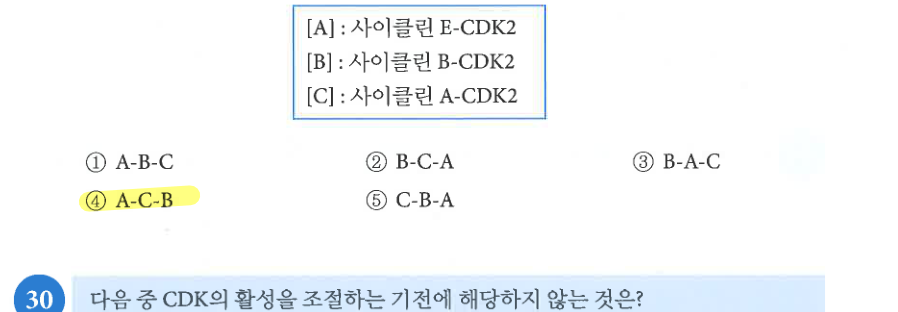 [A] : 사이클린 E-CDK2
[B] : 사이클린 B-CDK2
[C] : 사이클린 A-CDK2
① A-B-C ② B-C-A ③ B-A-C
④ A-C-B ⑤ C-B-A
30 다음 중 CDK의 활성을 조절하는 기전에 해당하지 않는 것은?